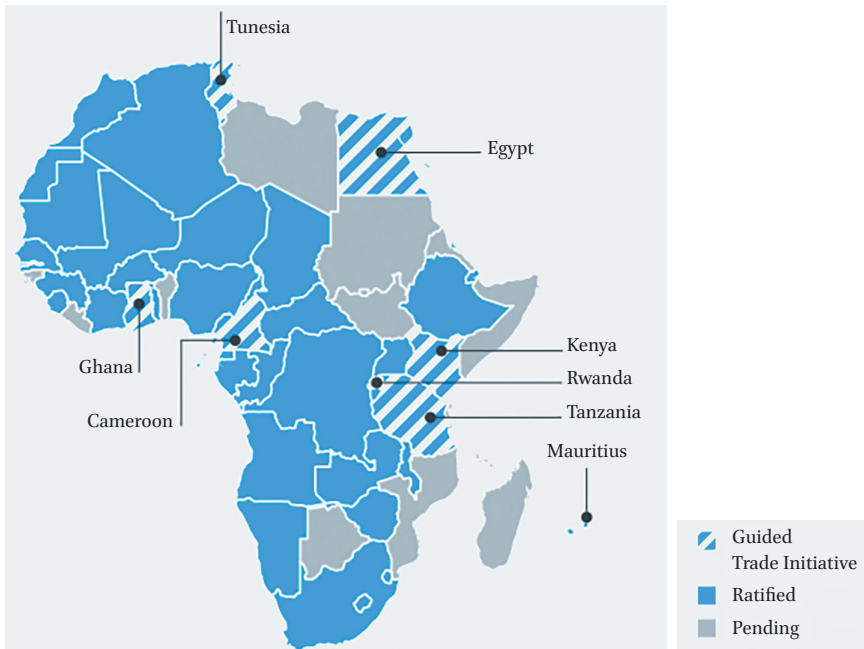 Tunesia
Egypt
Ghana
Kenya
Rwanda
Cameroon
Tanzania
Mauritius
Guided
Trade Initiative
Ratified
Pending